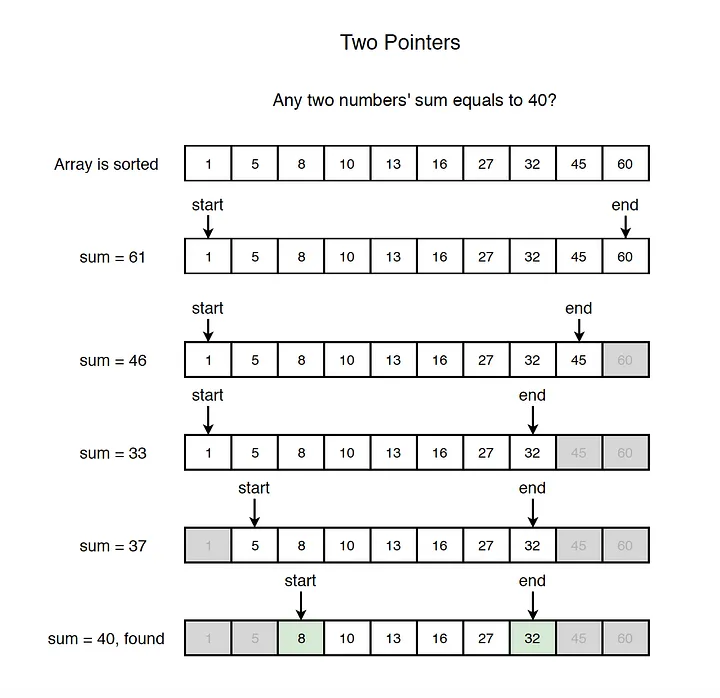 Two Pointers
Any two numbers' sum equals to 40?
Array is sorted 1 5 8 10 13 16 27 32 45 60
start end
sum = 61 1 5 8 10 13 16 27 32 45 60
start end
sum = 46 1 5 8 10 13 16 27 32 45 60
start end
sum = 33 1 5 8 10 13 16 27 32 45 60
start end
sum = 37 1 5 8 10 13 16 27 32 45 60
start end
sum = 40, found 1 5 8 10 13 16 27 32 45 60